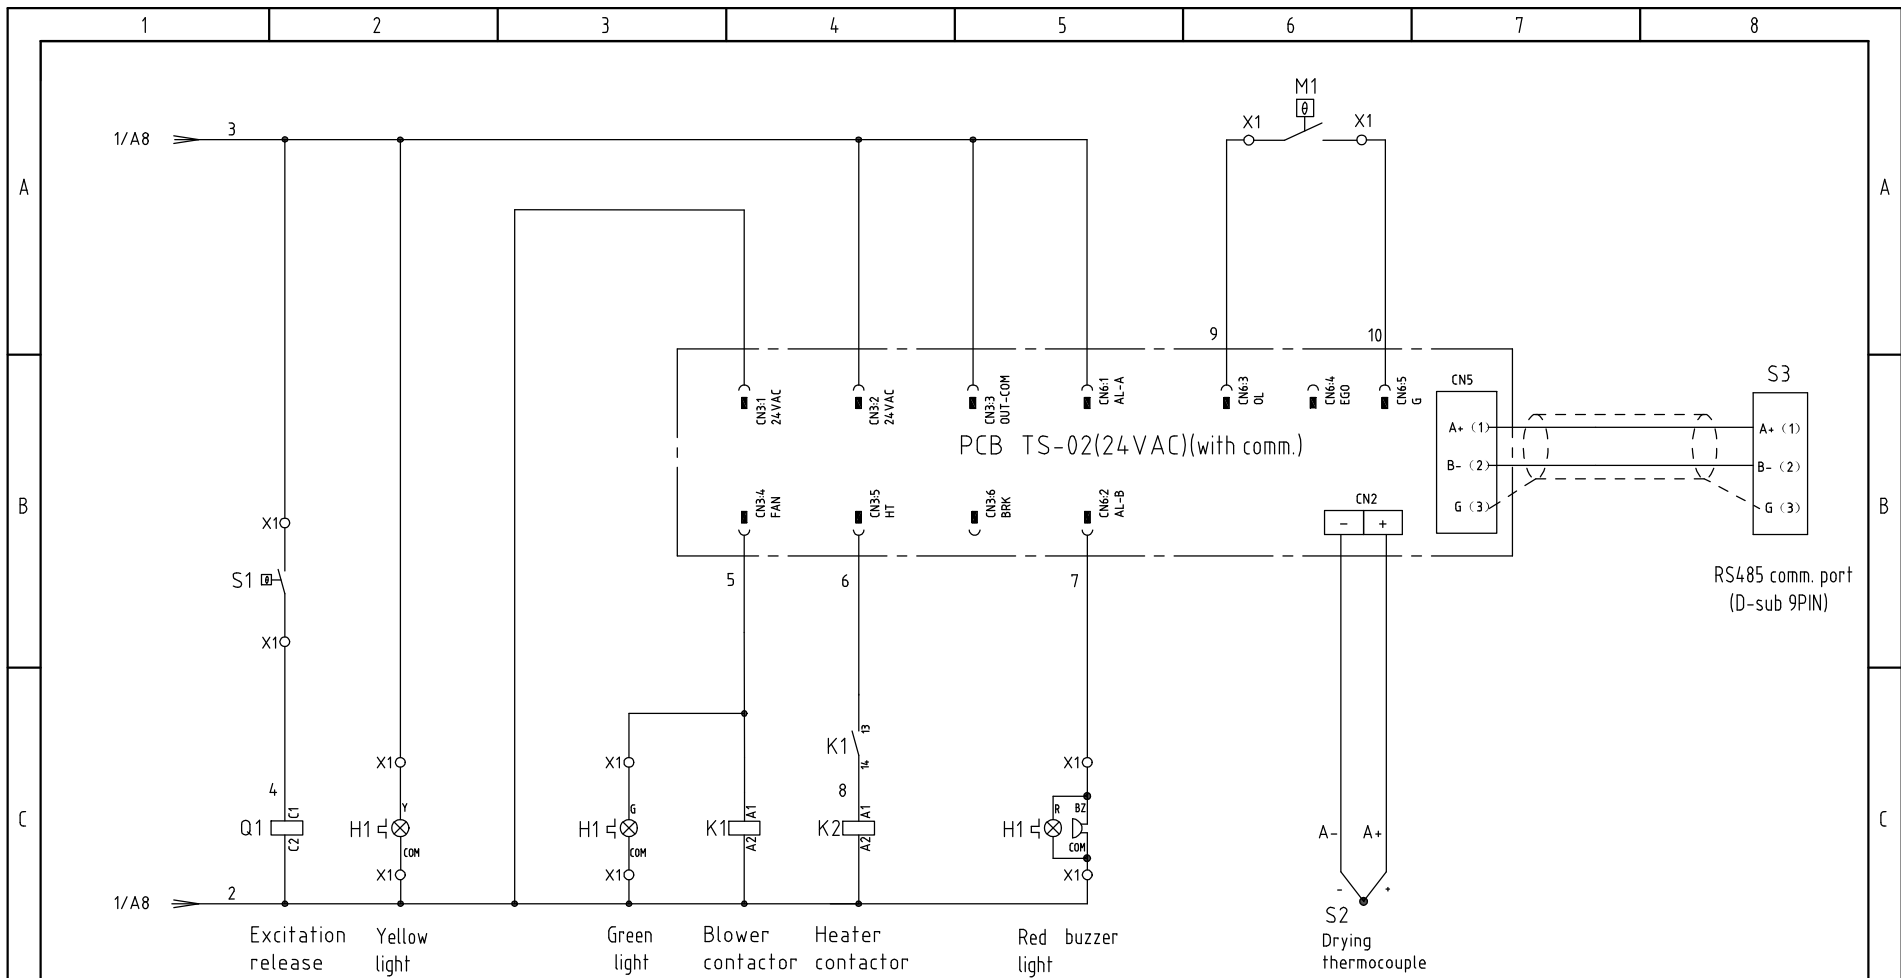 1 2 3 4 5 6 7 8
M1
θ
X1 X1
1/A8 3
A A
9 10
CN3:1
24VAC
CN3:2
24VAC
CN3:3
OUT-COM
CN6:1
AL-A
CN6:3
OL
CN6:4
EGO
CN6:5
G
CN5
S3
A+ (1) A+ (1)
PCB TS-02(24VAC)(with comm.)
B- (2) B- (2)
G (3) G (3)
CN3:4
FAN
CN3:5
HT
CN3:6
BRK
CN6:2
AL-B
CN2
- +
B B
X1
S1 θ
X1
5 6 7
RS485 comm. port
(D-sub 9PIN)
K1 13
14
X1 X1 X1
4 8
C C
Q1 C1
C2
H1 Y
COM
H1 G
COM
K1 A1
A2
K2 A1
A2
H1 R BZ
COM
A- A+
X1 X1 X1
1/A8 2
- +
S2
Drying
thermocouple
Excitation
release
Yellow
light
Green
light
Blower
contactor
Heater
contactor
Red buzzer
light